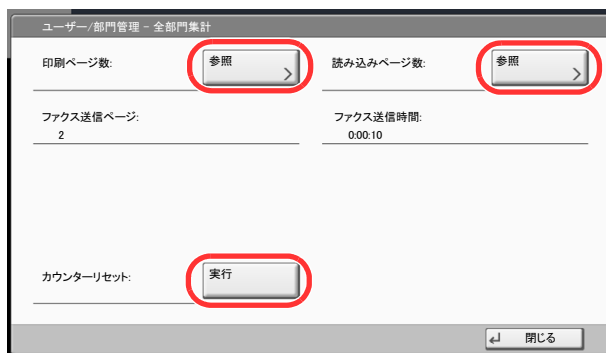 ユーザー/部門管理 - 全部門集計
印刷ページ数: 参照 読み込みページ数: 参照
ファクス送信ページ: ファクス送信時間:
2 0:00:10
カウンターリセット: 実行
閉じる